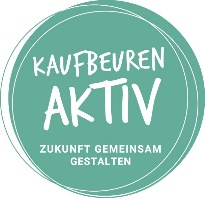 KAUFBEUREN
AKTIV
ZUKUNFT GEMEINSAM
GESTALTEN